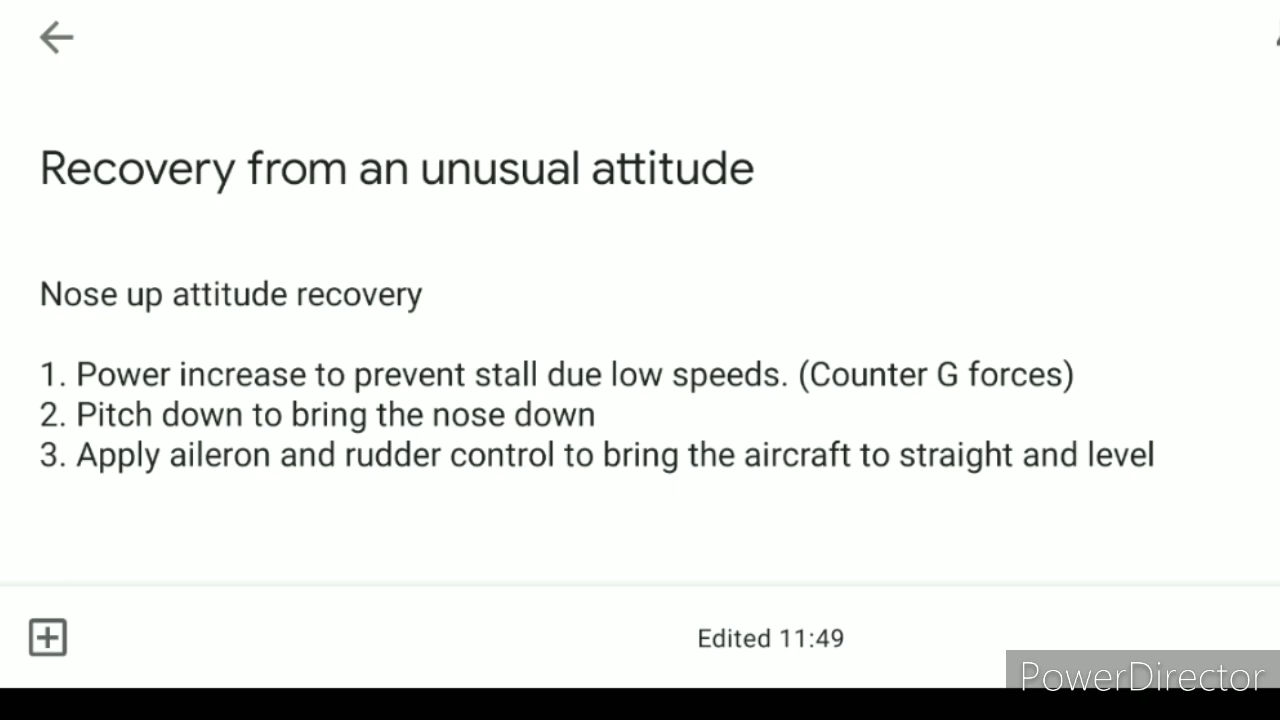 Recovery from an unusual attitude
Nose up attitude recovery
1. Power increase to prevent stall due low speeds. (Counter G forces)
2. Pitch down to bring the nose down
3. Apply aileron and rudder control to bring the aircraft to straight and level
Edited 11:49
PowerDirector